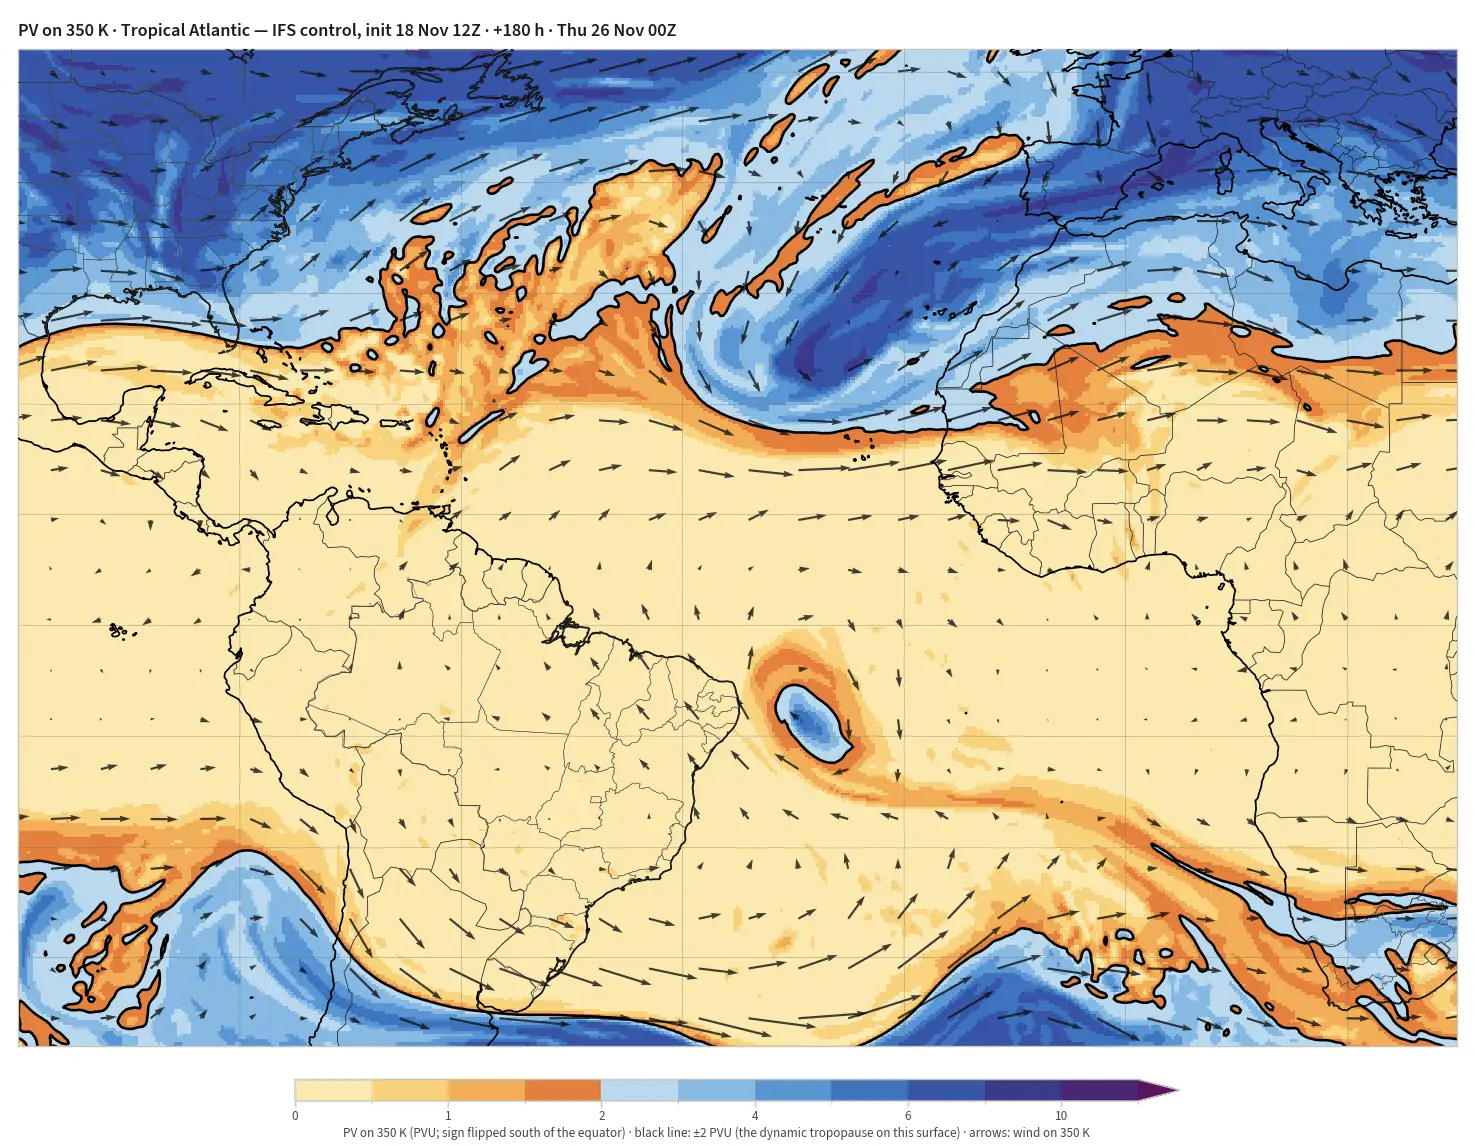 PV on 350 K · Tropical Atlantic — IFS control, init 18 Nov 12Z · +180 h · Thu 26 Nov 00Z
0 1 2 4 6 10
PV on 350 K (PVU; sign flipped south of the equator) · black line: ±2 PVU (the dynamic tropopause on this surface) · arrows: wind on 350 K